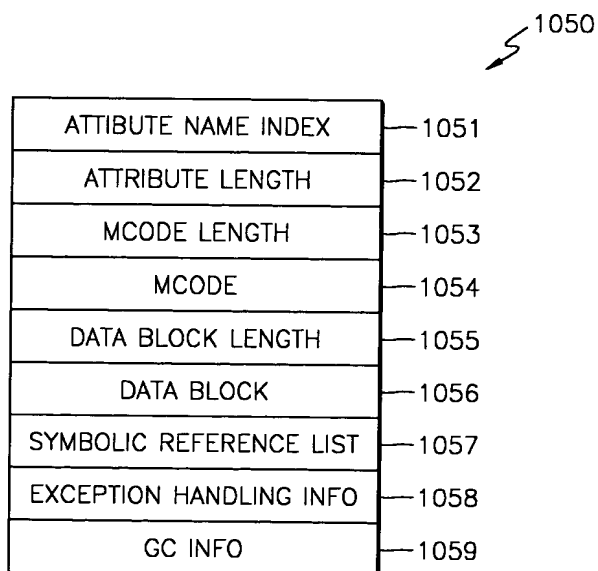 1050
ATTIBUTE NAME INDEX 1051
ATTRIBUTE LENGTH 1052
MCODE LENGTH 1053
MCODE 1054
DATA BLOCK LENGTH 1055
DATA BLOCK 1056
SYMBOLIC REFERENCE LIST 1057
EXCEPTION HANDLING INFO 1058
GC INFO 1059